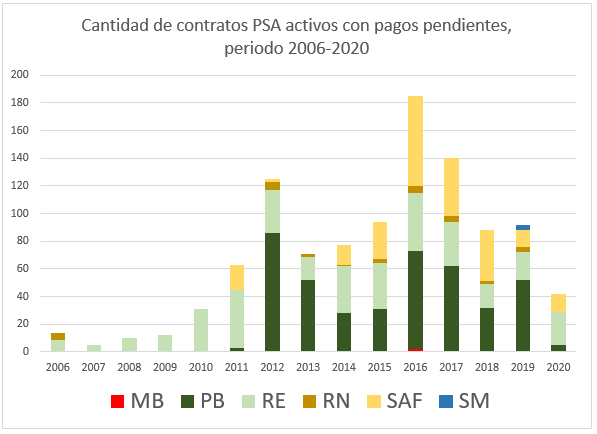 Cantidad de contratos PSA activos con pagos pendientes,
periodo 2006-2020
200
180
160
140
120
100
80
60
40
20
0
2006 2007 2008 2009 2010 2011 2012 2013 2014 2015 2016 2017 2018 2019 2020
MB PB RE RN SAF SM